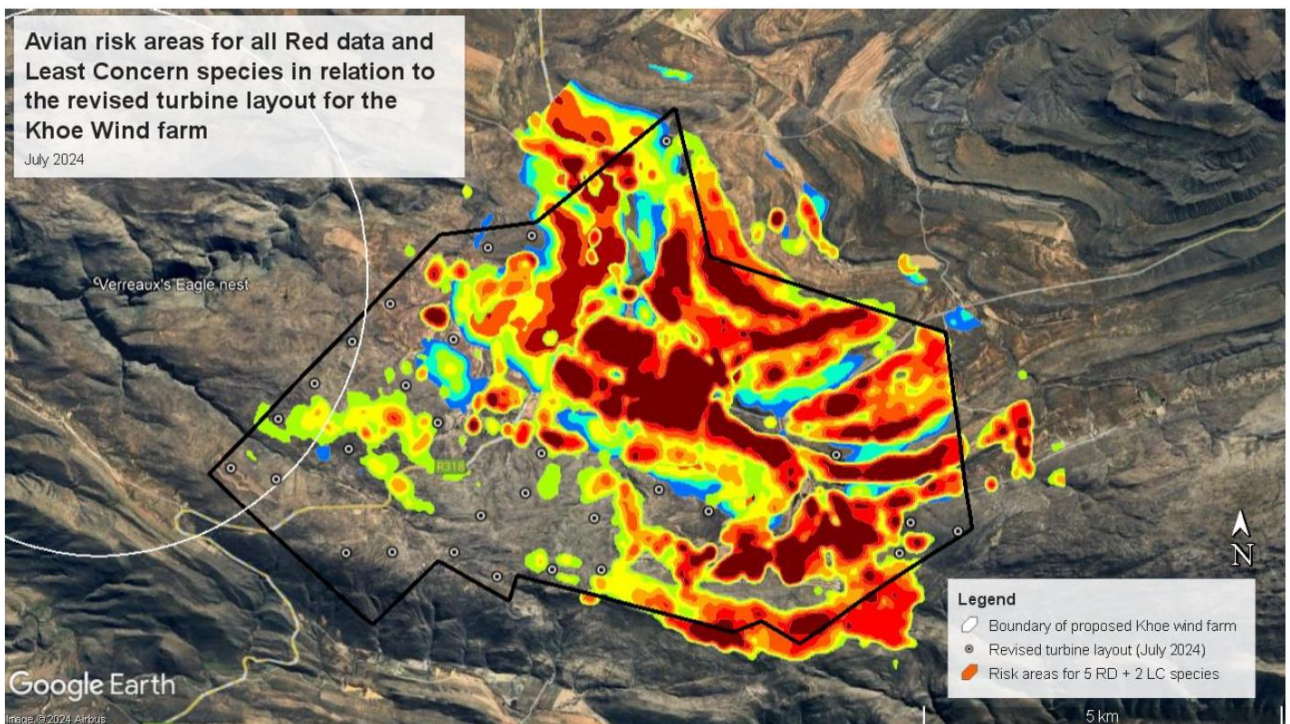 Avian risk areas for all Red data and
Least Concern species in relation to
the revised turbine layout for the
Khoe Wind farm
July 2024
Verreaux's Eagle nest
R318
N
Legend
Boundary of proposed Khoe wind farm
Revised turbine layout (July 2024)
Risk areas for 5 RD + 2 LC species
Google Earth
Image © 2024 Airbus
5 km